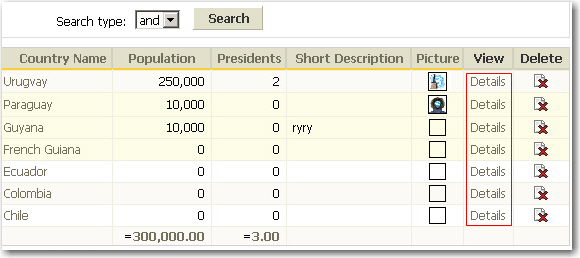 Search type: and Search
Country Name Population Presidents Short Description Picture View Delete
Urugvay 250,000 2 Details
Paraguay 10,000 0 Details
Guyana 10,000 0 ryry Details
French Guiana 0 0 Details
Ecuador 0 0 Details
Colombia 0 0 Details
Chile 0 0 Details
=300,000.00 =3.00